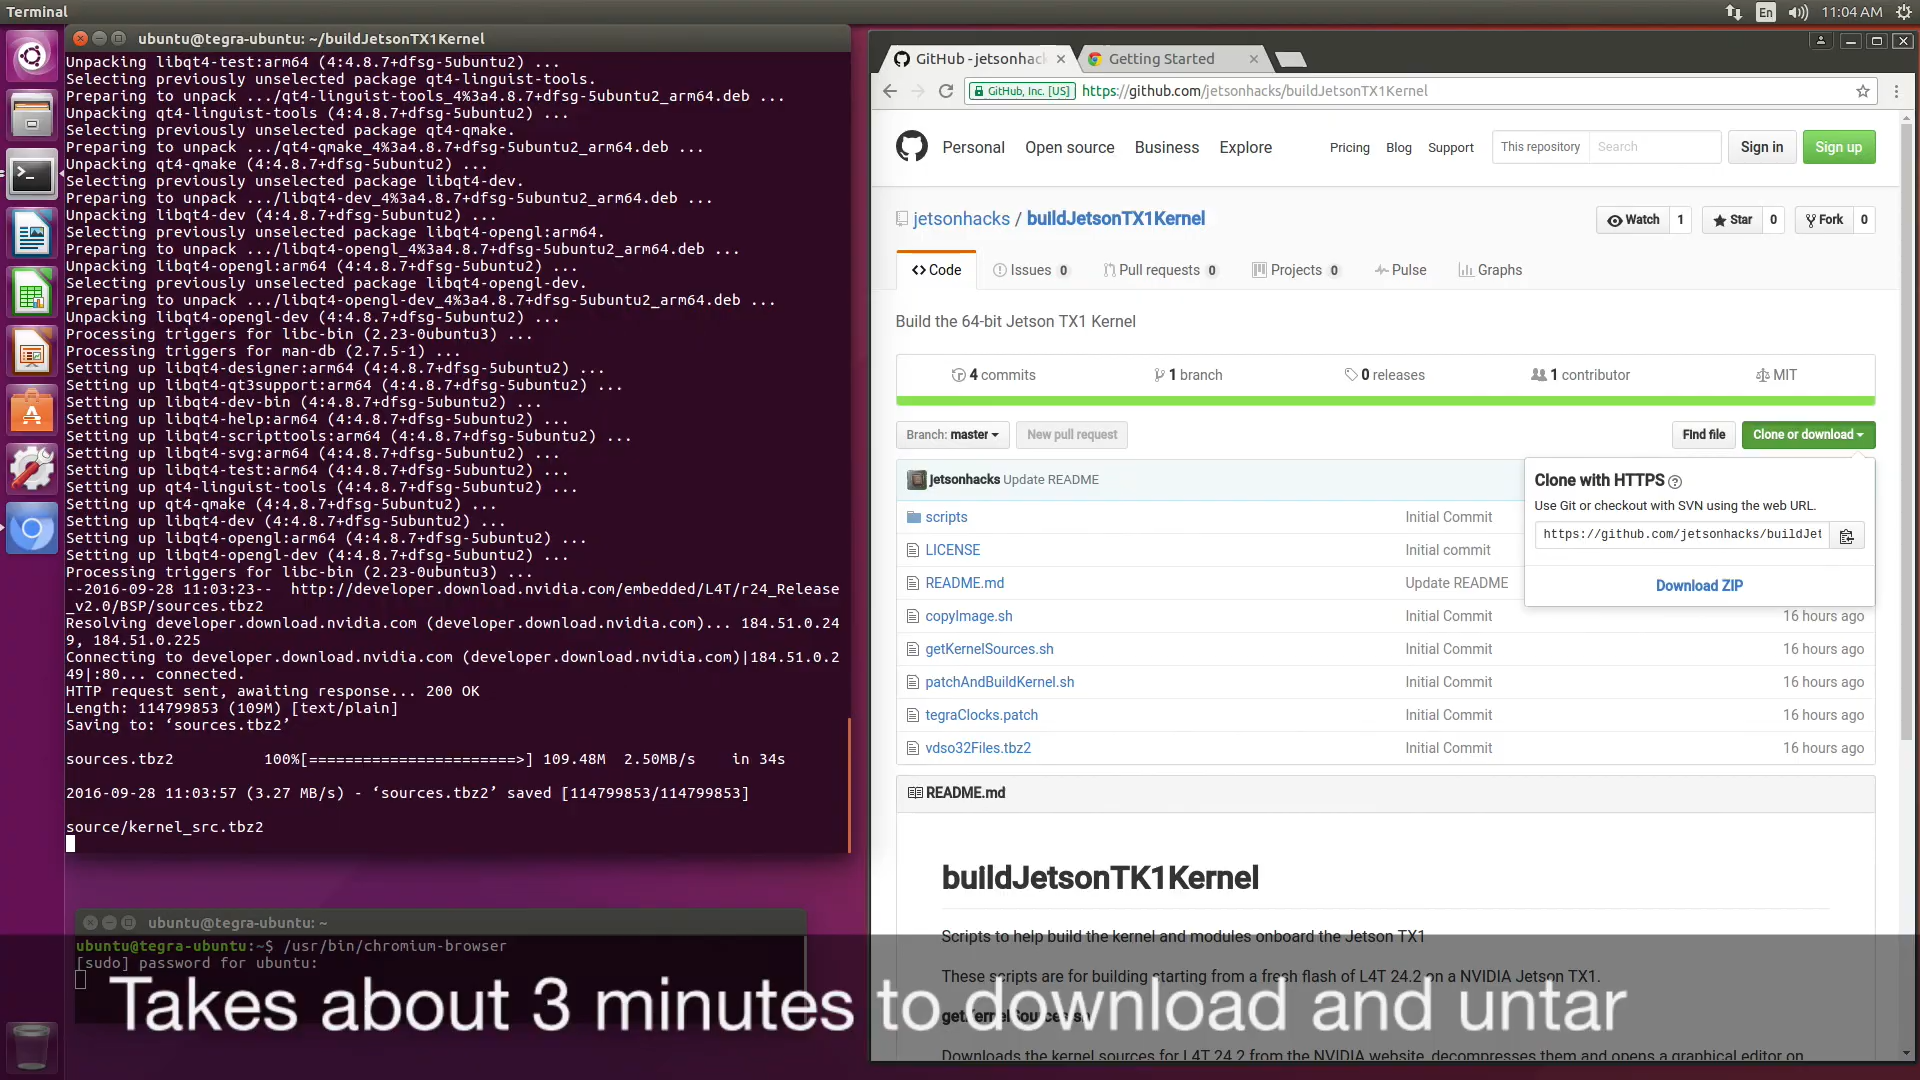 Terminal
En
11:04 AM
ubuntu@tegra-ubuntu: ~/buildJetsonTX1Kernel
Unpacking libqt4-test:arm64 (4:4.8.7+dfsg-5ubuntu2) ...
Selecting previously unselected package qt4-linguist-tools.
Preparing to unpack .../qt4-linguist-tools_4%3a4.8.7+dfsg-5ubuntu2_arm64.deb ...
Unpacking qt4-linguist-tools (4:4.8.7+dfsg-5ubuntu2) ...
Selecting previously unselected package qt4-qmake.
Preparing to unpack .../qt4-qmake_4%3a4.8.7+dfsg-5ubuntu2_arm64.deb ...
Unpacking qt4-qmake (4:4.8.7+dfsg-5ubuntu2) ...
Selecting previously unselected package libqt4-dev.
Preparing to unpack .../libqt4-dev_4%3a4.8.7+dfsg-5ubuntu2_arm64.deb ...
Unpacking libqt4-dev (4:4.8.7+dfsg-5ubuntu2) ...
Selecting previously unselected package libqt4-opengl:arm64.
Preparing to unpack .../libqt4-opengl_4%3a4.8.7+dfsg-5ubuntu2_arm64.deb ...
Unpacking libqt4-opengl:arm64 (4:4.8.7+dfsg-5ubuntu2) ...
Selecting previously unselected package libqt4-opengl-dev.
Preparing to unpack .../libqt4-opengl-dev_4%3a4.8.7+dfsg-5ubuntu2_arm64.deb ...
Unpacking libqt4-opengl-dev (4:4.8.7+dfsg-5ubuntu2) ...
Processing triggers for libc-bin (2.23-0ubuntu3) ...
Processing triggers for man-db (2.7.5-1) ...
Setting up libqt4-designer:arm64 (4:4.8.7+dfsg-5ubuntu2) ...
Setting up libqt4-qt3support:arm64 (4:4.8.7+dfsg-5ubuntu2) ...
Setting up libqt4-dev-bin (4:4.8.7+dfsg-5ubuntu2) ...
Setting up libqt4-help:arm64 (4:4.8.7+dfsg-5ubuntu2) ...
Setting up libqt4-scripttools:arm64 (4:4.8.7+dfsg-5ubuntu2) ...
Setting up libqt4-svg:arm64 (4:4.8.7+dfsg-5ubuntu2) ...
Setting up libqt4-test:arm64 (4:4.8.7+dfsg-5ubuntu2) ...
Setting up qt4-linguist-tools (4:4.8.7+dfsg-5ubuntu2) ...
Setting up qt4-qmake (4:4.8.7+dfsg-5ubuntu2) ...
Setting up libqt4-dev (4:4.8.7+dfsg-5ubuntu2) ...
Setting up libqt4-opengl:arm64 (4:4.8.7+dfsg-5ubuntu2) ...
Setting up libqt4-opengl-dev (4:4.8.7+dfsg-5ubuntu2) ...
Processing triggers for libc-bin (2.23-0ubuntu3) ...
--2016-09-28 11:03:23--  http://developer.download.nvidia.com/embedded/L4T/r24_Release
_v2.0/BSP/sources.tbz2
Resolving developer.download.nvidia.com (developer.download.nvidia.com)... 184.51.0.24
9, 184.51.0.225
Connecting to developer.download.nvidia.com (developer.download.nvidia.com)|184.51.0.2
49|:80... connected.
HTTP request sent, awaiting response... 200 OK
Length: 114799853 (109M) [text/plain]
Saving to: ‘sources.tbz2’
sources.tbz2          100%[=======================>] 109.48M  2.50MB/s    in 34s
2016-09-28 11:03:57 (3.27 MB/s) - ‘sources.tbz2’ saved [114799853/114799853]
source/kernel_src.tbz2
ubuntu@tegra-ubuntu: ~
ubuntu@tegra-ubuntu:~$ /usr/bin/chromium-browser
[sudo] password for ubuntu:
GitHub - jetsonhack
Getting Started
GitHub, Inc. [US]
https://github.com/jetsonhacks/buildJetsonTX1Kernel
Personal Open source Business Explore
Pricing Blog Support
This repository
Search
Sign in
Sign up
jetsonhacks / buildJetsonTX1Kernel
Watch 1
Star 0
Fork 0
Code
Issues 0
Pull requests 0
Projects 0
Pulse
Graphs
Build the 64-bit Jetson TX1 Kernel
4 commits
1 branch
0 releases
1 contributor
MIT
Branch: master
New pull request
Find file
Clone or download
jetsonhacks Update README
Clone with HTTPS
Use Git or checkout with SVN using the web URL.
https://github.com/jetsonhacks/buildJet
Download ZIP
scripts Initial Commit
LICENSE Initial commit
README.md Update README
copyImage.sh Initial Commit 16 hours ago
getKernelSources.sh Initial Commit 16 hours ago
patchAndBuildKernel.sh Initial Commit 16 hours ago
tegraClocks.patch Initial Commit 16 hours ago
vdso32Files.tbz2 Initial Commit 16 hours ago
README.md
buildJetsonTK1Kernel
Scripts to help build the kernel and modules onboard the Jetson TX1
These scripts are for building starting from a fresh flash of L4T 24.2 on a NVIDIA Jetson TX1.
getKernelSources.sh
Downloads the kernel sources for L4T 24.2 from the NVIDIA website, decompresses them and opens a graphical editor on
Takes about 3 minutes to download and untar